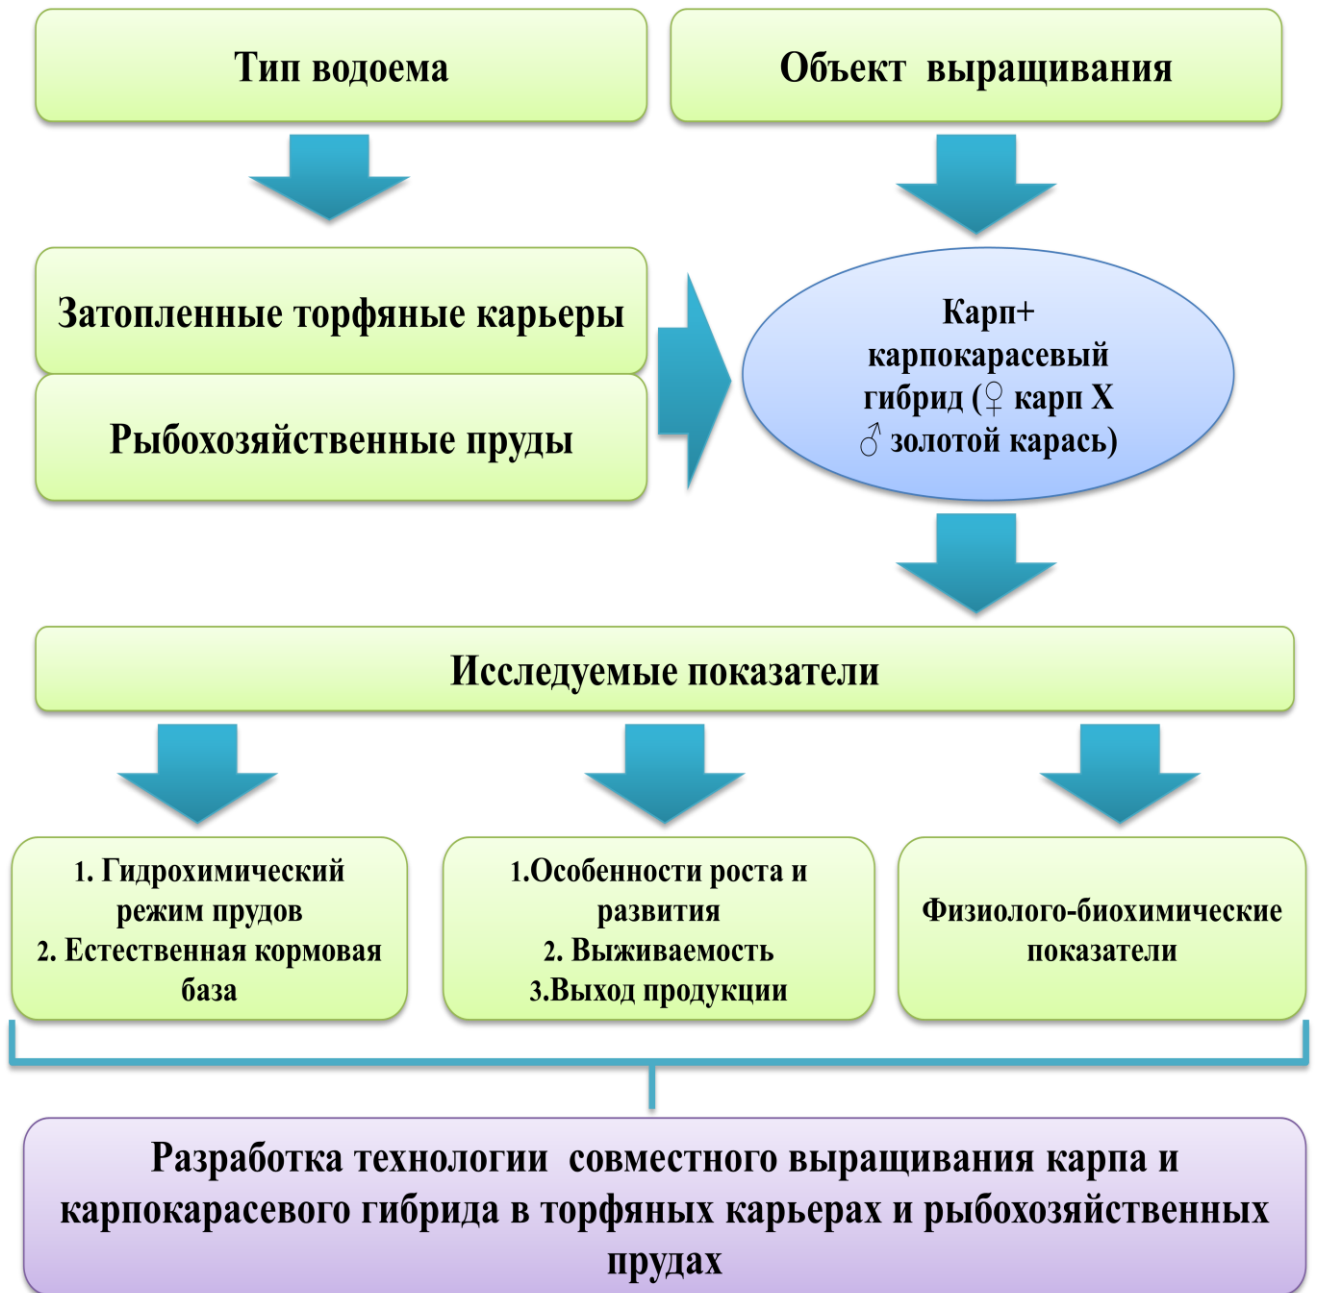 Тип водоема
Объект выращивания
Затопленные торфяные карьеры
Рыбохозяйственные пруды
Карп+
карпокарасевый
гибрид (♀ карп X
♂ золотой карась)
Исследуемые показатели
1. Гидрохимический
режим прудов
2. Естественная кормовая
база
1.Особенности роста и
развития
2. Выживаемость
3.Выход продукции
Физиолого-биохимические
показатели
Разработка технологии совместного выращивания карпа и
карпокарасевого гибрида в торфяных карьерах и рыбохозяйственных
прудах